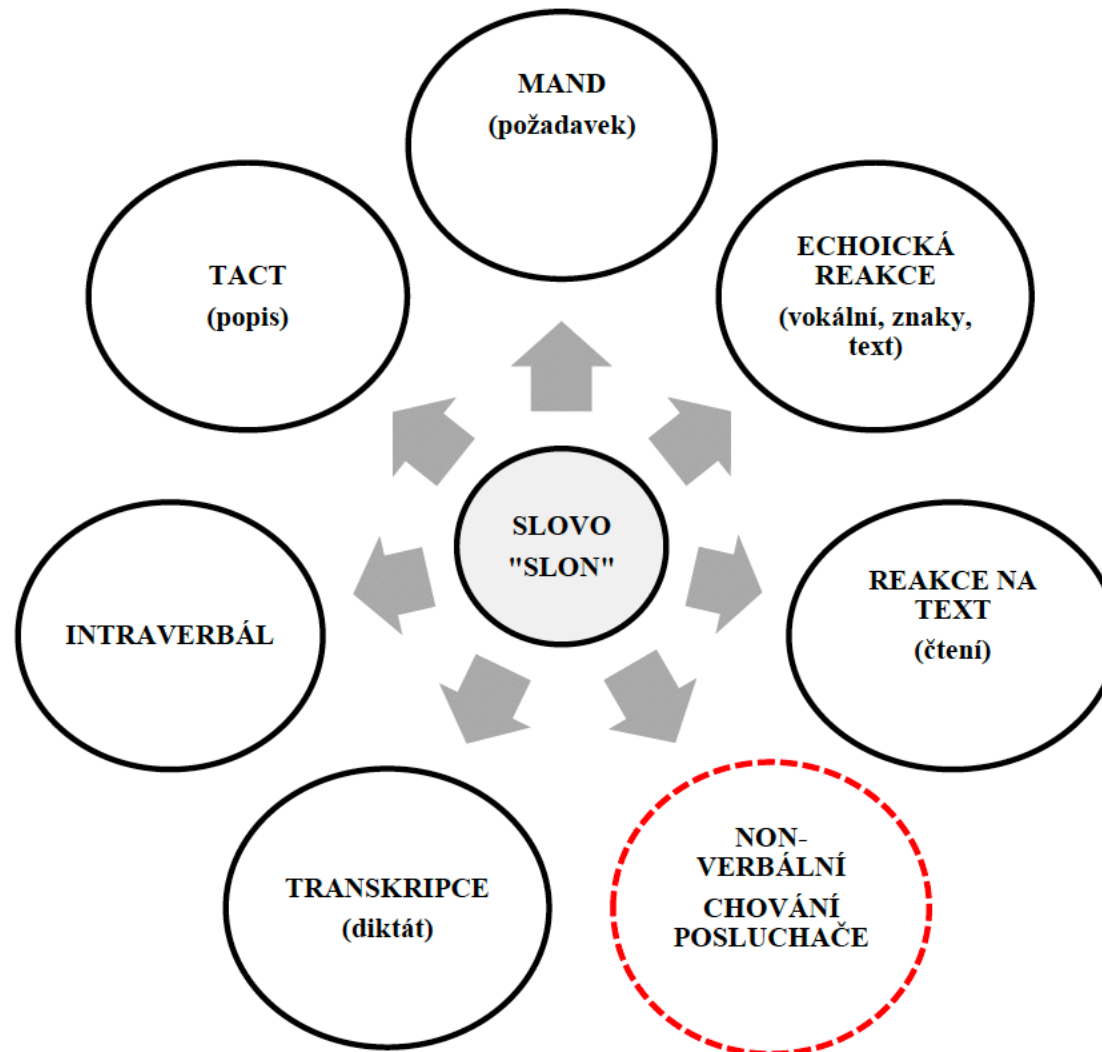 MAND
(požadavek)
ECHOICKÁ
REAKCE
(vokální, znaky,
text)
TACT
(popis)
SLOVO
"SLON"
REAKCE NA
TEXT
(čtení)
INTRAVERBÁL
NON-
VERBÁLNÍ
CHOVÁNÍ
POSLUCHAČE
TRANSKRIPCE
(diktát)